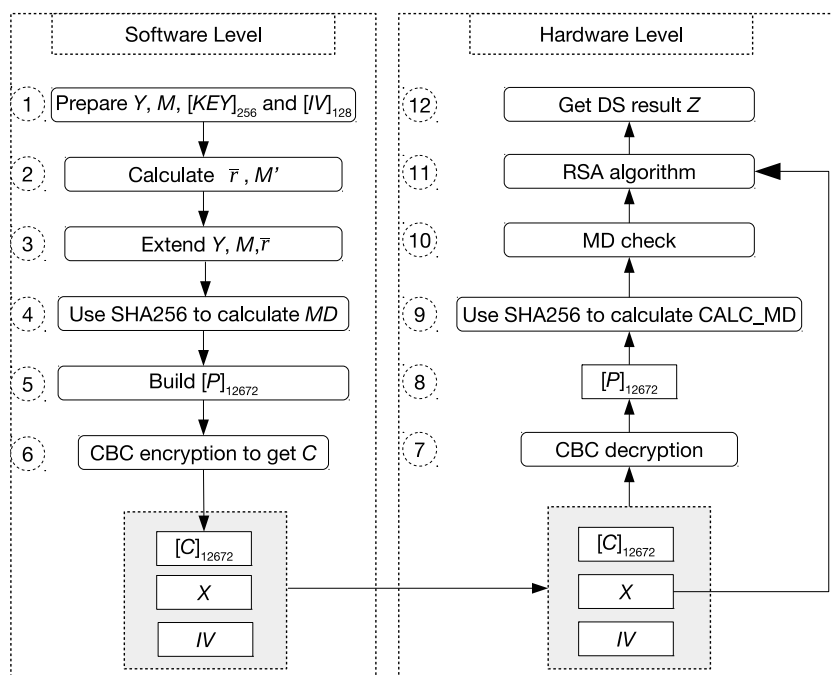 Software Level
1 Prepare Y, M, [KEY]256 and [IV]128
2 Calculate r̅ , M'
3 Extend Y, M,r̅
4 Use SHA256 to calculate MD
5 Build [P]12672
6 CBC encryption to get C
[C]12672
X
IV
Hardware Level
12 Get DS result Z
11 RSA algorithm
10 MD check
9 Use SHA256 to calculate CALC_MD
8 [P]12672
7 CBC decryption
[C]12672
X
IV